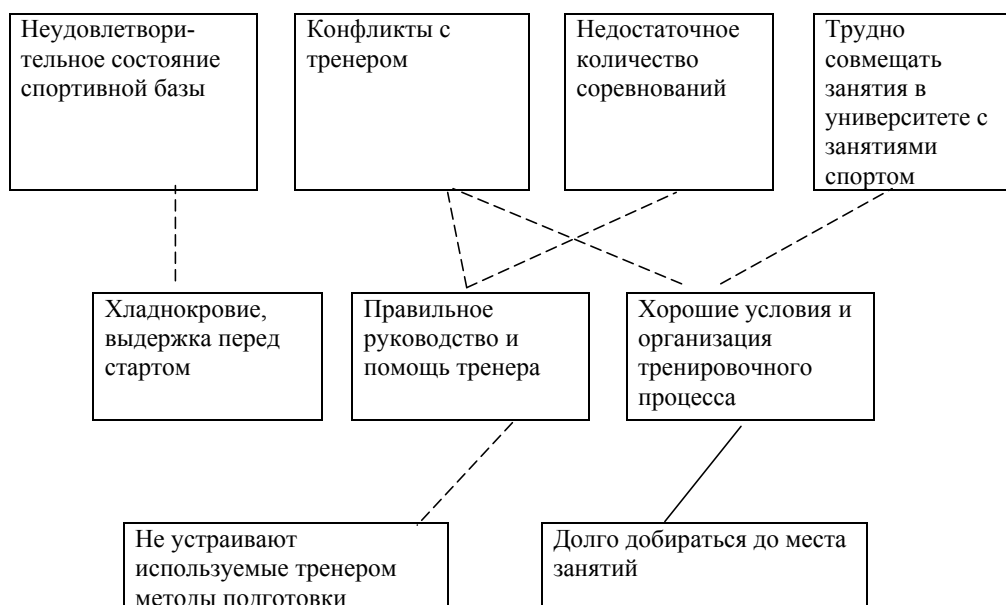 Неудовлетвори-
тельное состояние
спортивной базы
Конфликты с
тренером
Недостаточное
количество
соревнований
Трудно
совмещать
занятия в
университете с
занятиями
спортом
Хладнокровие,
выдержка перед
стартом
Правильное
руководство и
помощь тренера
Хорошие условия и
организация
тренировочного
процесса
Не устраивают
используемые тренером
методы подготовки
Долго добираться до места
занятий